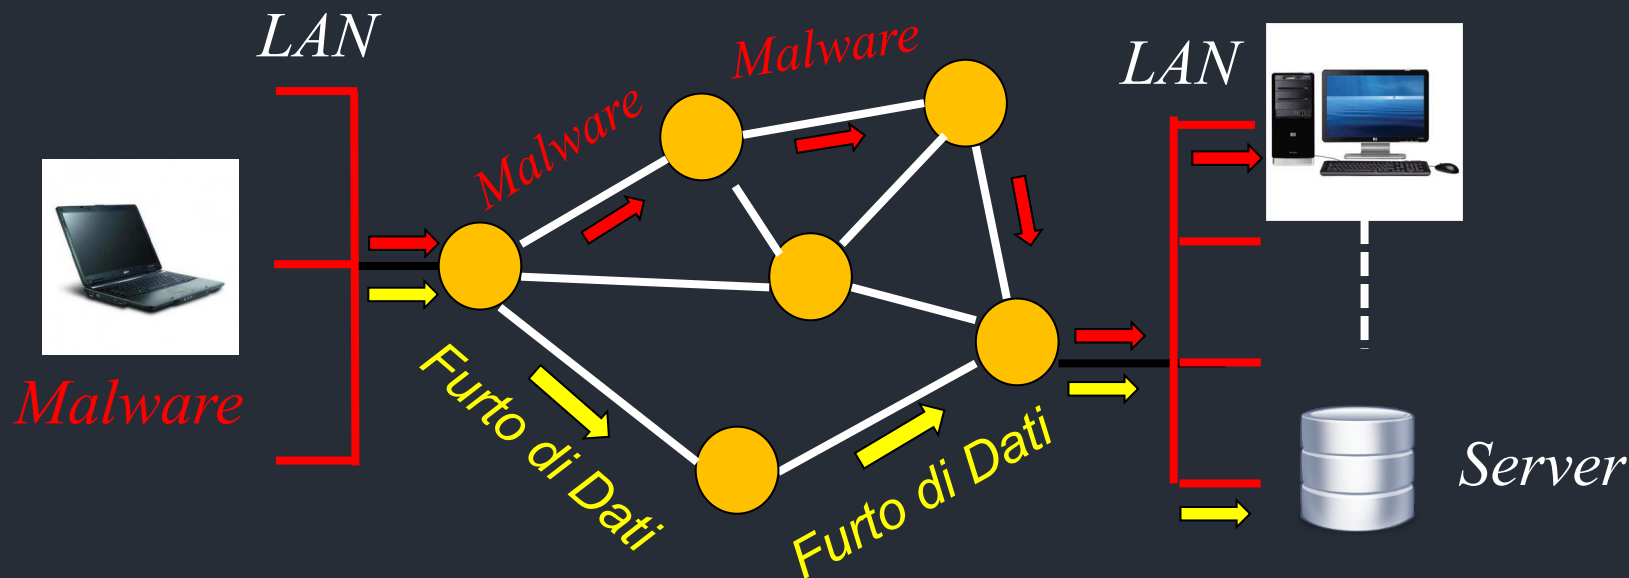 LAN
Malware
Malware
LAN
Malware
Furto di Dati
Furto di Dati
Server